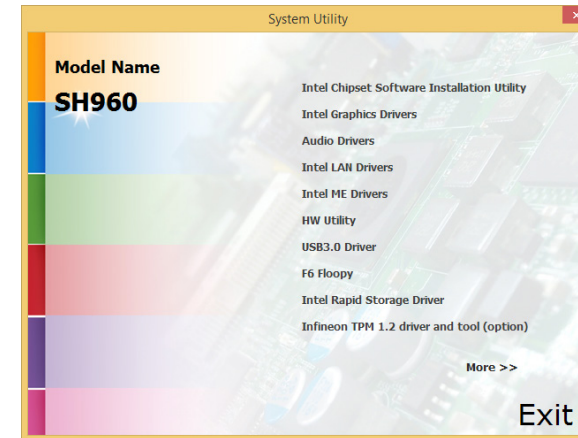 System Utility
Model Name
SH960
Intel Chipset Software Installation Utility
Intel Graphics Drivers
Audio Drivers
Intel LAN Drivers
Intel ME Drivers
HW Utility
USB3.0 Driver
F6 Floopy
Intel Rapid Storage Driver
Infineon TPM 1.2 driver and tool (option)
More >>
Exit